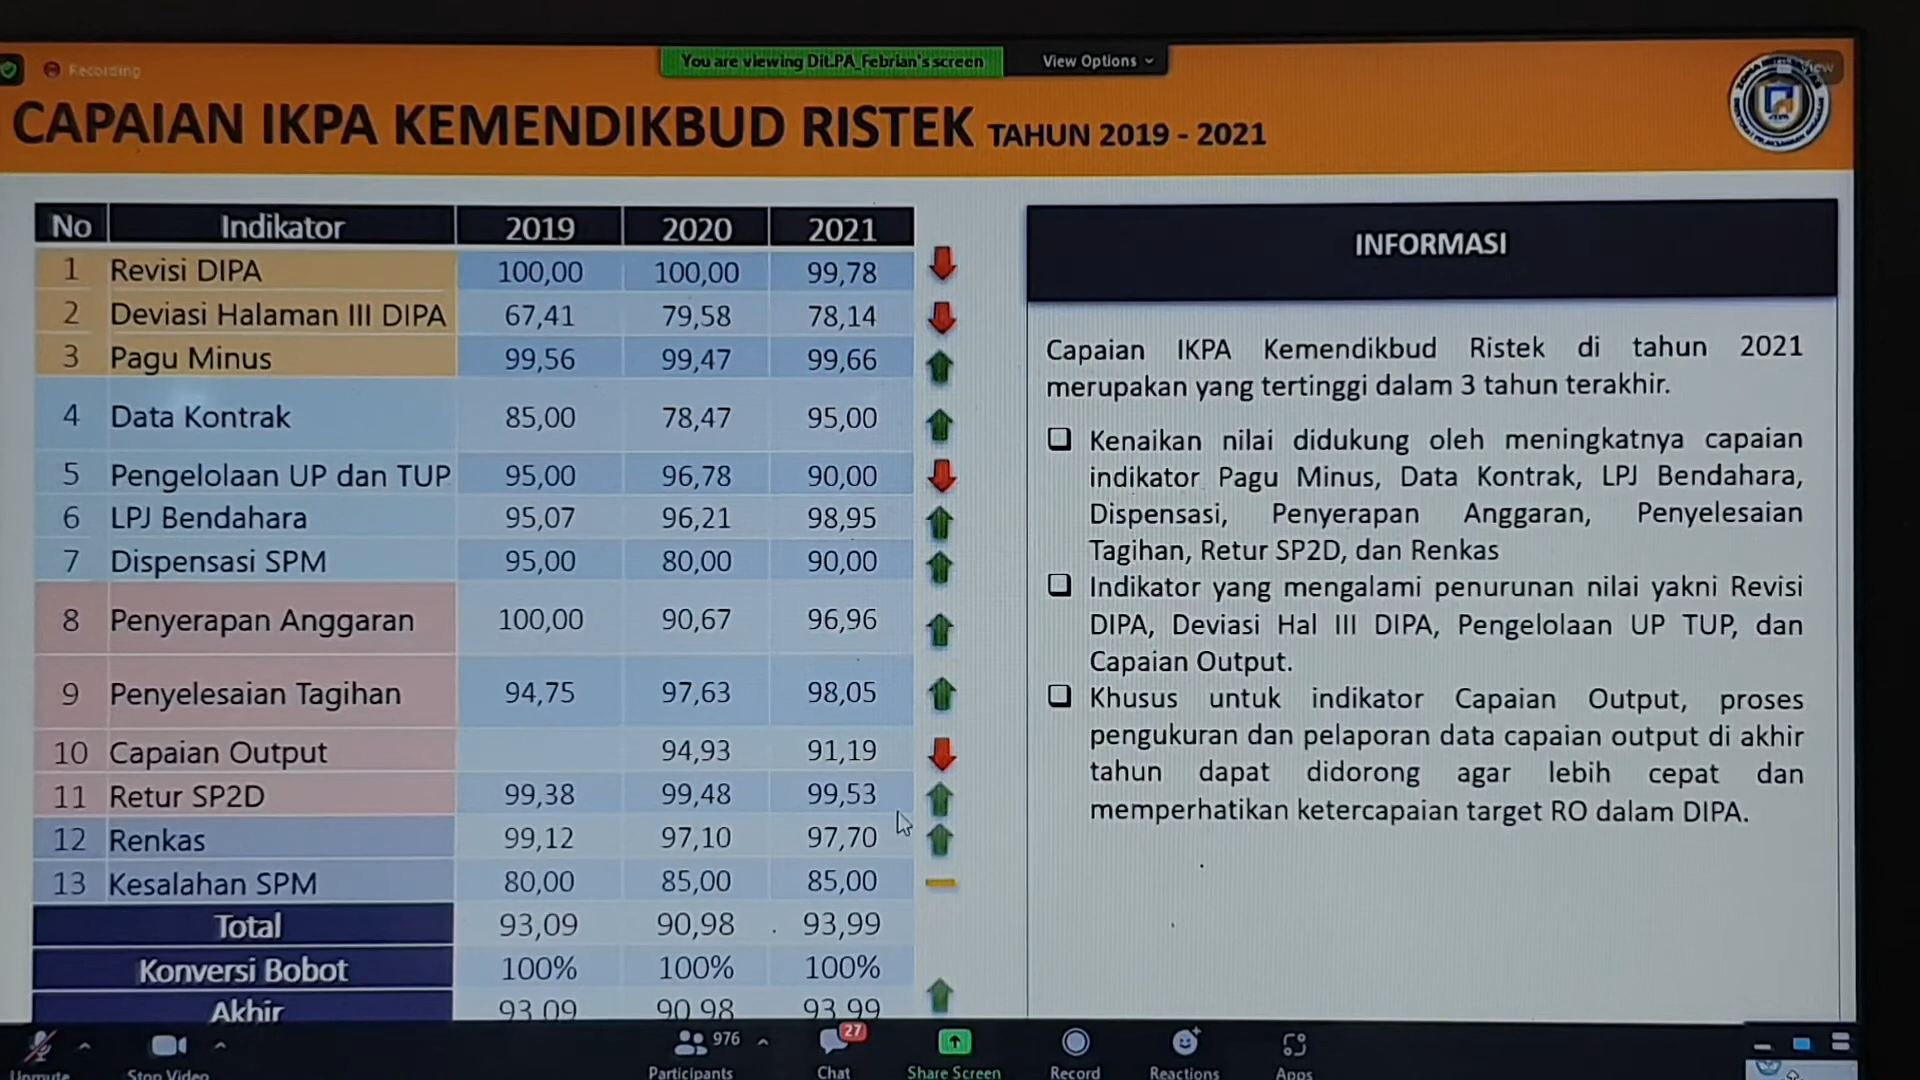 Recording
You are viewing Dit.PA_Febrian's screen
View Options
View
CAPAIAN IKPA KEMENDIKBUD RISTEK TAHUN 2019 - 2021
No Indikator 2019 2020 2021
1 Revisi DIPA 100,00 100,00 99,78
2 Deviasi Halaman III DIPA 67,41 79,58 78,14
3 Pagu Minus 99,56 99,47 99,66
4 Data Kontrak 85,00 78,47 95,00
5 Pengelolaan UP dan TUP 95,00 96,78 90,00
6 LPJ Bendahara 95,07 96,21 98,95
7 Dispensasi SPM 95,00 80,00 90,00
8 Penyerapan Anggaran 100,00 90,67 96,96
9 Penyelesaian Tagihan 94,75 97,63 98,05
10 Capaian Output 94,93 91,19
11 Retur SP2D 99,38 99,48 99,53
12 Renkas 99,12 97,10 97,70
13 Kesalahan SPM 80,00 85,00 85,00
Total 93,09 90,98 93,99
Konversi Bobot 100% 100% 100%
Akhir 93,09 90,98 93,99
INFORMASI
Capaian IKPA Kemendikbud Ristek di tahun 2021
merupakan yang tertinggi dalam 3 tahun terakhir.
Kenaikan nilai didukung oleh meningkatnya capaian
indikator Pagu Minus, Data Kontrak, LPJ Bendahara,
Dispensasi, Penyerapan Anggaran, Penyelesaian
Tagihan, Retur SP2D, dan Renkas
Indikator yang mengalami penurunan nilai yakni Revisi
DIPA, Deviasi Hal III DIPA, Pengelolaan UP TUP, dan
Capaian Output.
Khusus untuk indikator Capaian Output, proses
pengukuran dan pelaporan data capaian output di akhir
tahun dapat didorong agar lebih cepat dan
memperhatikan ketercapaian target RO dalam DIPA.
Unmute
Stop Video
976
Participants
27
Chat
Share Screen
Record
Reactions
Apps